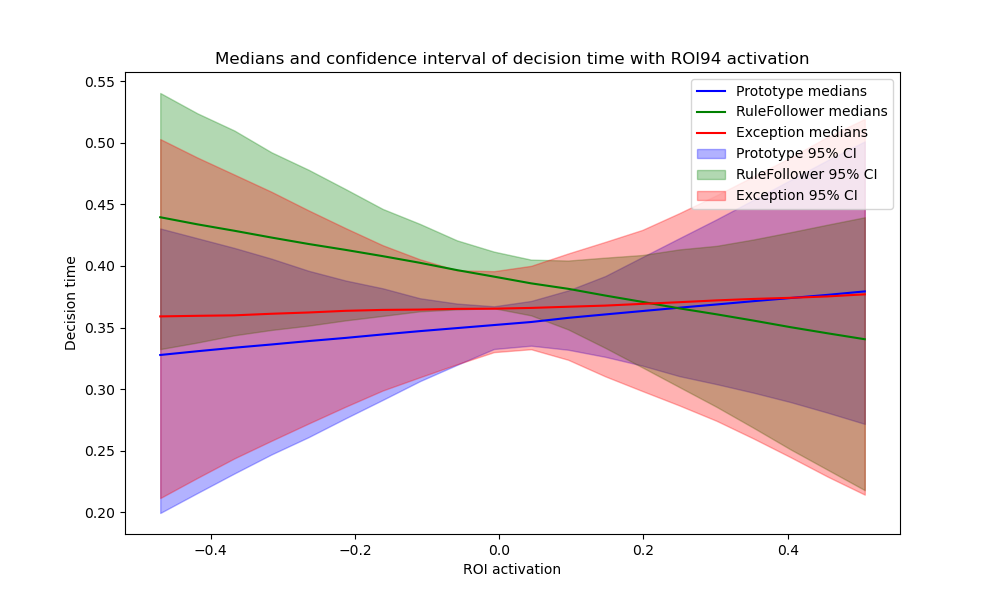 Medians and confidence interval of decision time with ROI94 activation
Prototype medians
RuleFollower medians
Exception medians
Prototype 95% CI
RuleFollower 95% CI
Exception 95% CI
Decision time
0.55
0.50
0.45
0.40
0.35
0.30
0.25
0.20
−0.4
−0.2
0.0
0.2
0.4
ROI activation